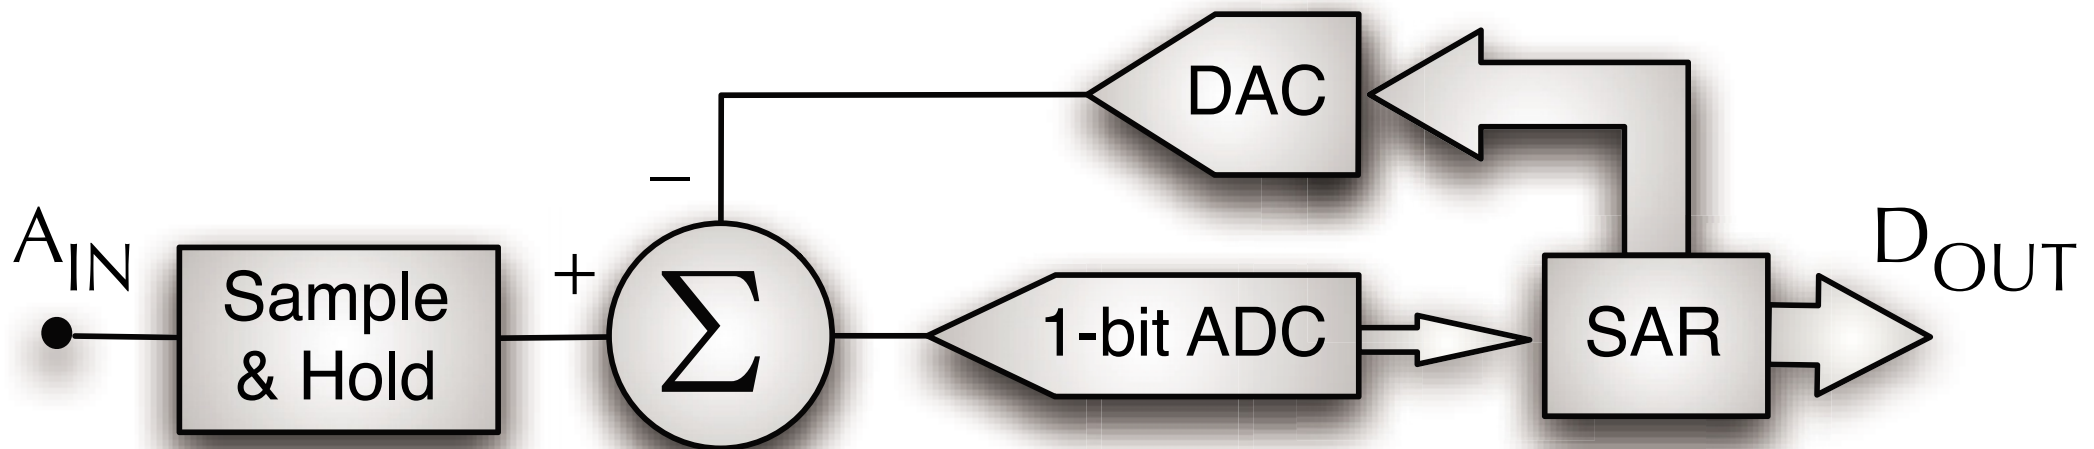 DAC
−
A_IN
Sample
& Hold
+
Σ
1-bit ADC
SAR
D_OUT